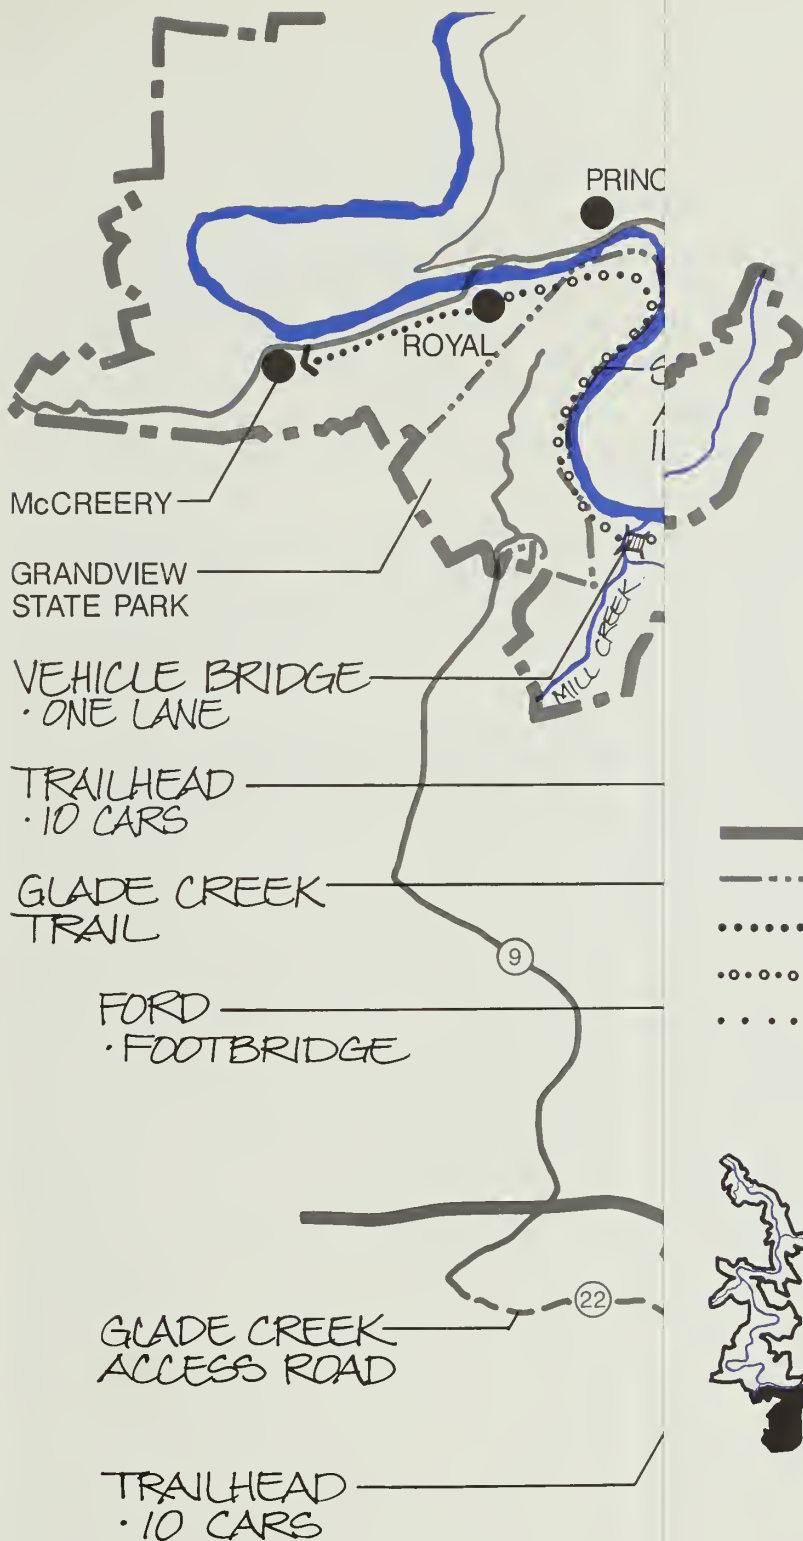 PRINC
ROYAL
McCREERY
GRANDVIEW
STATE PARK
MILL CREEK
VEHICLE BRIDGE
· ONE LANE
TRAILHEAD
· 10 CARS
GLADE CREEK
TRAIL
9
FORD
· FOOTBRIDGE
22
GLADE CREEK
ACCESS ROAD
TRAILHEAD
· 10 CARS